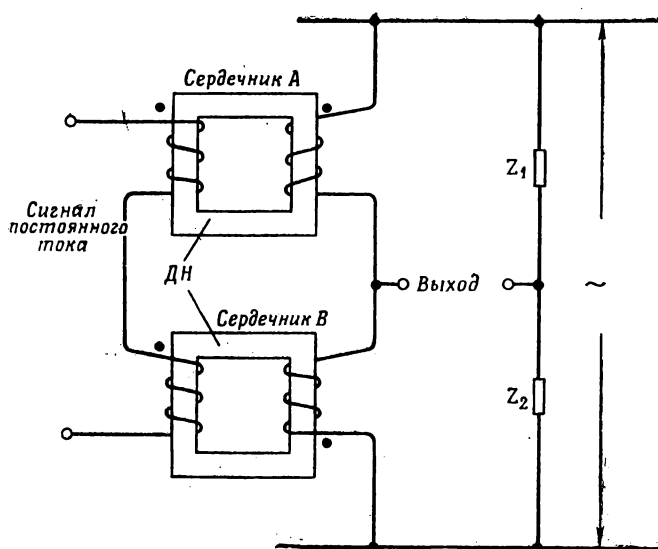 Сердечник А
Z1
Сигнал
постоянного
тока
ДН
Выход
~
Сердечник В
Z2